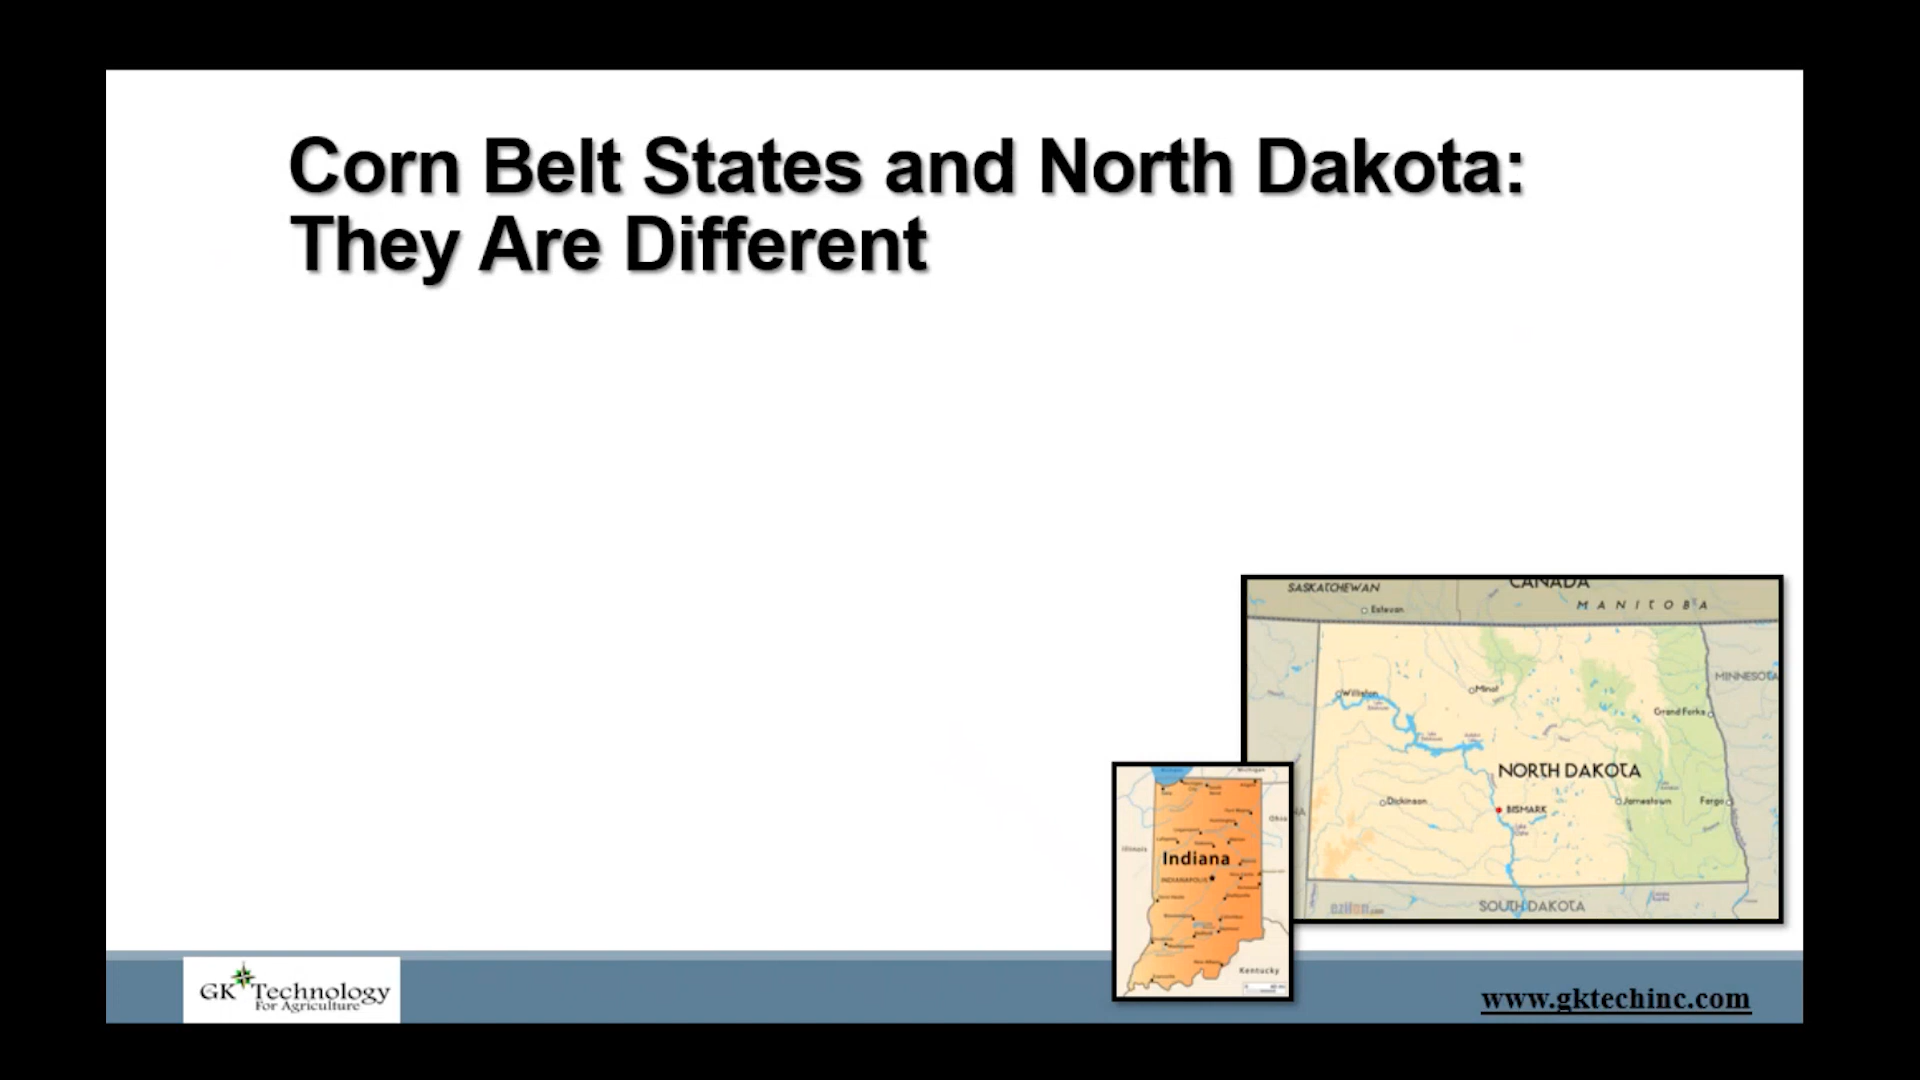 Corn Belt States and North Dakota:
They Are Different
SASKATCHEWAN
CANADA
MANITOBA
Estevan
MINNESOTA
Williston
Minot
Grand Forks
NORTH DAKOTA
Dickinson
BISMARK
Jamestown
Fargo
SOUTH DAKOTA
ezilon.com
Michigan
Ohio
Illinois
Indiana
INDIANAPOLIS
Kentucky
GK Technology
For Agriculture
www.gktechinc.com